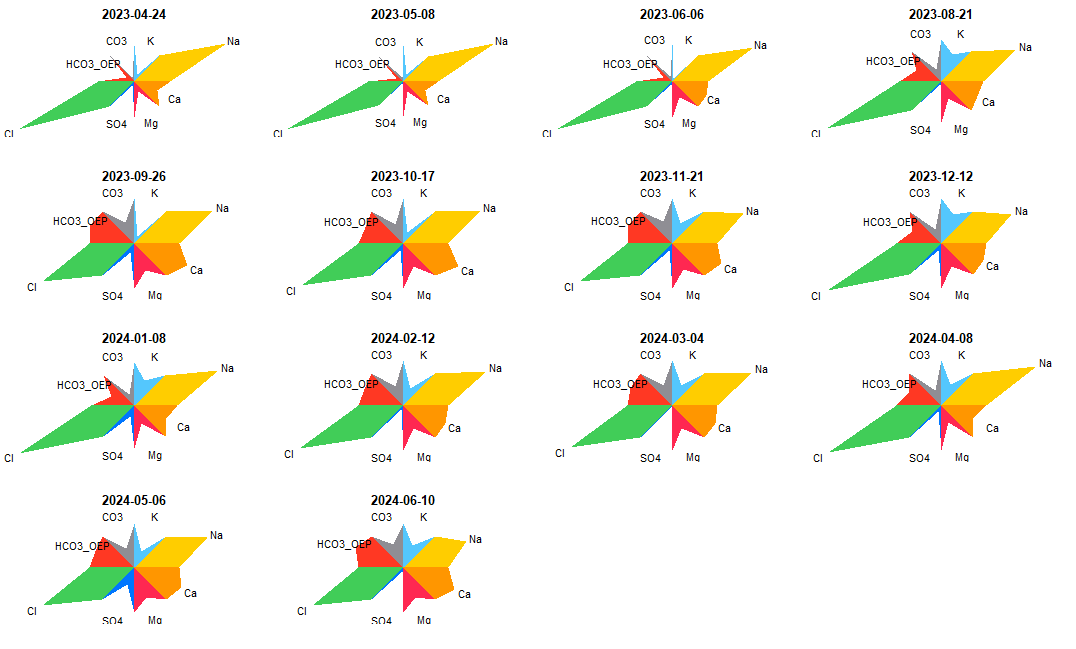 2023-04-24
2023-05-08
2023-06-06
2023-08-21
CO3 K Na
HCO3_OEP
Ca
Cl SO4 Mg
CO3 K Na
HCO3_OEP
Ca
Cl SO4 Mg
CO3 K Na
HCO3_OEP
Ca
Cl SO4 Mg
CO3 K Na
HCO3_OEP
Ca
Cl SO4 Mg
2023-09-26
2023-10-17
2023-11-21
2023-12-12
CO3 K Na
HCO3_OEP
Ca
Cl SO4 Mg
CO3 K Na
HCO3_OEP
Ca
Cl SO4 Mg
CO3 K Na
HCO3_OEP
Ca
Cl SO4 Mg
CO3 K Na
HCO3_OEP
Ca
Cl SO4 Mg
2024-01-08
2024-02-12
2024-03-04
2024-04-08
CO3 K Na
HCO3_OEP
Ca
Cl SO4 Mg
CO3 K Na
HCO3_OEP
Ca
Cl SO4 Mg
CO3 K Na
HCO3_OEP
Ca
Cl SO4 Mg
CO3 K Na
HCO3_OEP
Ca
Cl SO4 Mg
2024-05-06
2024-06-10
CO3 K Na
HCO3_OEP
Ca
Cl SO4 Mg
CO3 K Na
HCO3_OEP
Ca
Cl SO4 Mg